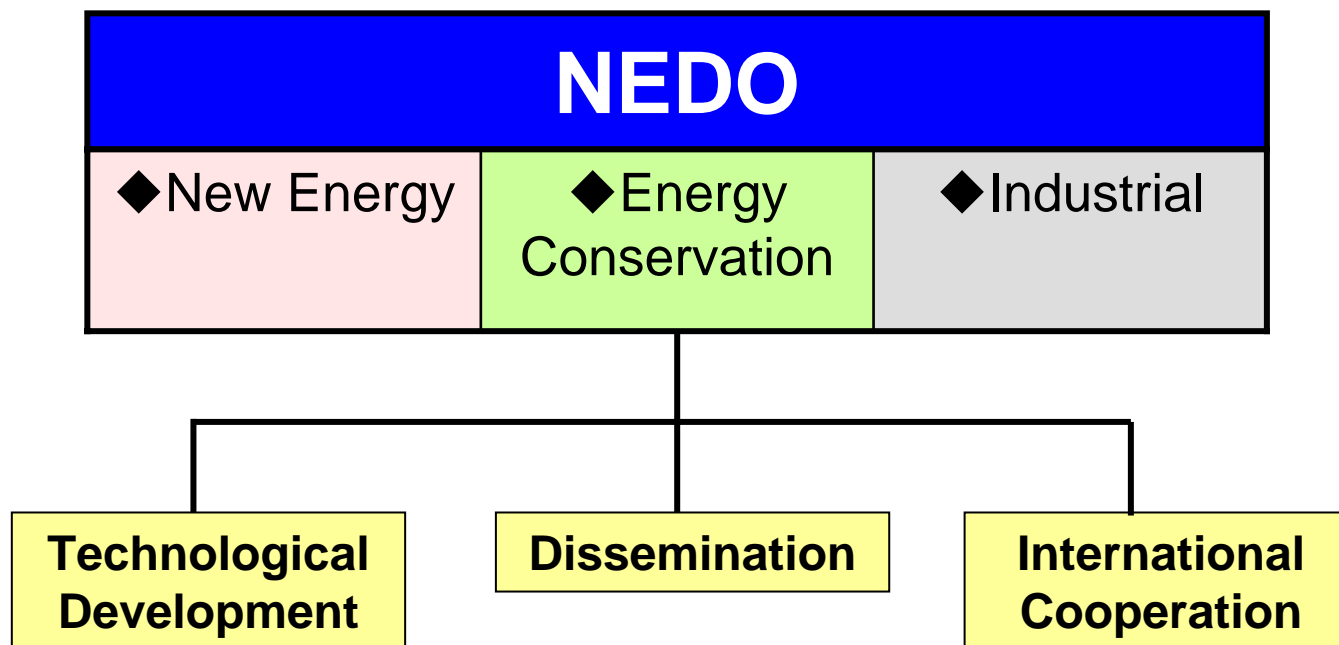 NEDO
◆New Energy
◆Energy
Conservation
◆Industrial
Technological
Development
Dissemination
International
Cooperation